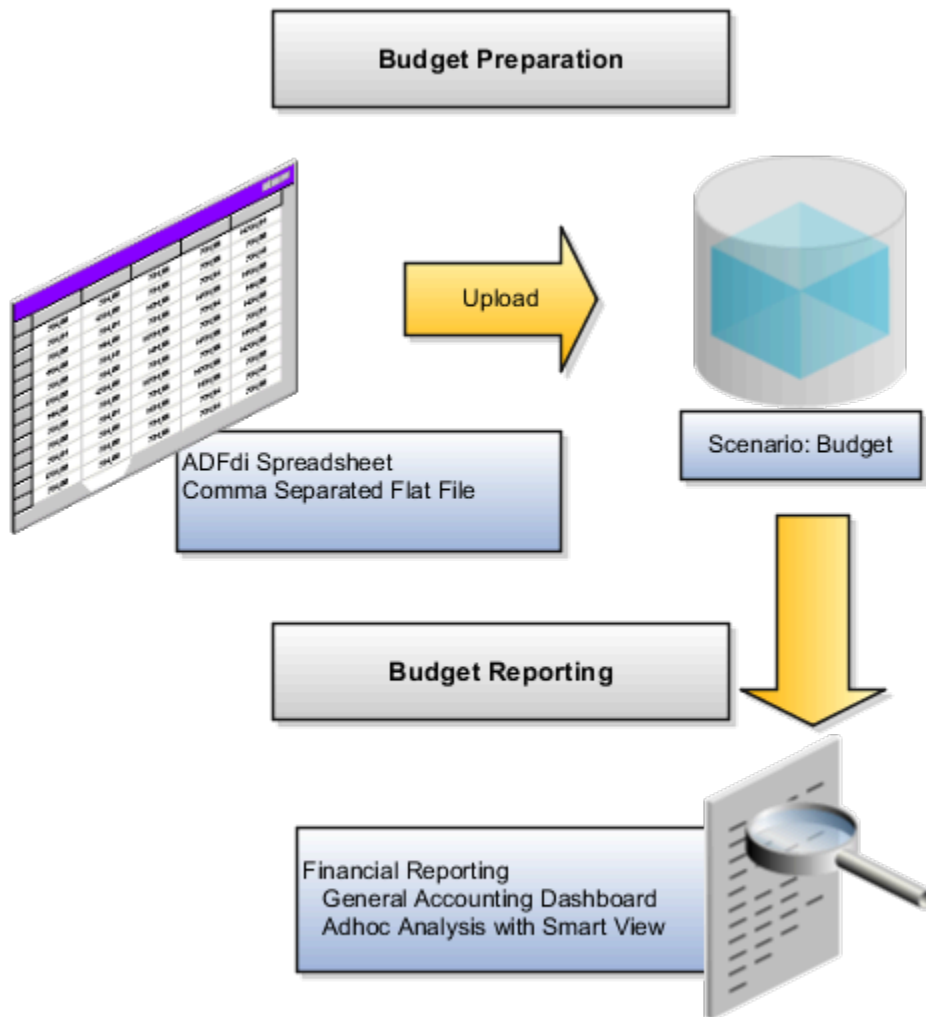 Budget Preparation
Upload
ADFdi Spreadsheet
Comma Separated Flat File
Scenario: Budget
Budget Reporting
Financial Reporting
General Accounting Dashboard
Adhoc Analysis with Smart View